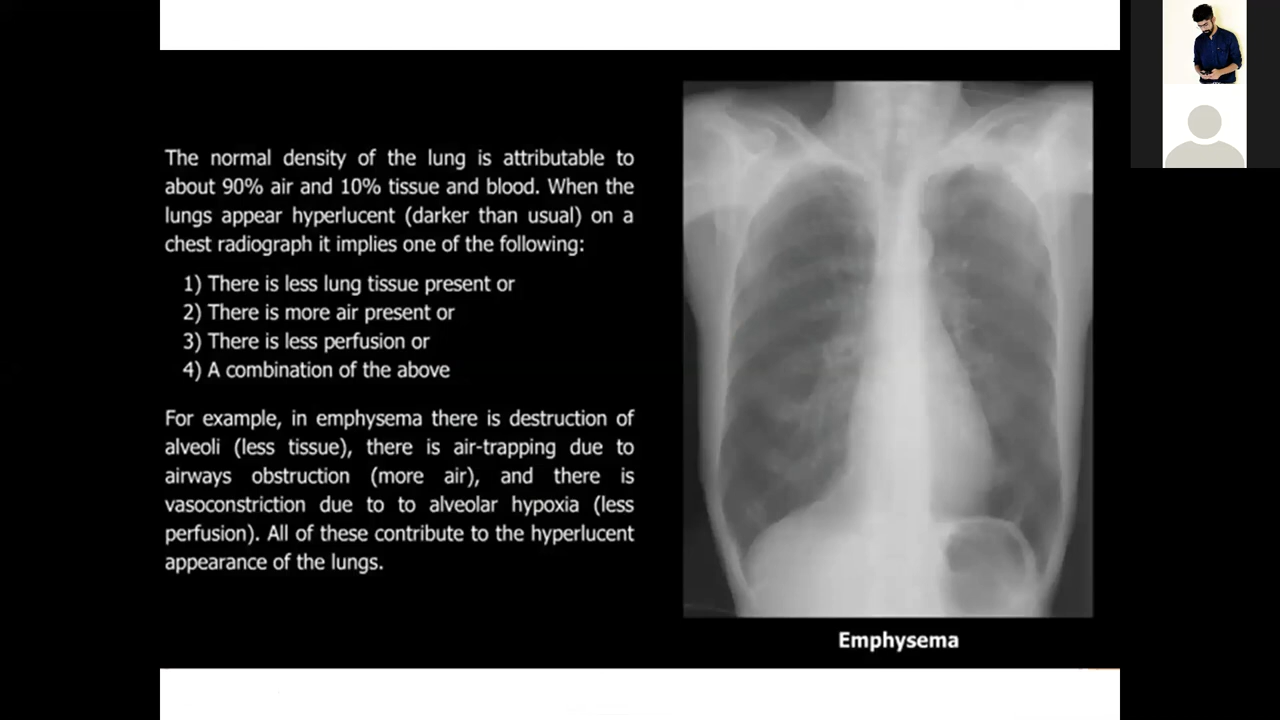 The normal density of the lung is attributable to
about 90% air and 10% tissue and blood. When the
lungs appear hyperlucent (darker than usual) on a
chest radiograph it implies one of the following:
1) There is less lung tissue present or
2) There is more air present or
3) There is less perfusion or
4) A combination of the above
For example, in emphysema there is destruction of
alveoli (less tissue), there is air-trapping due to
airways obstruction (more air), and there is
vasoconstriction due to to alveolar hypoxia (less
perfusion). All of these contribute to the hyperlucent
appearance of the lungs.
Emphysema